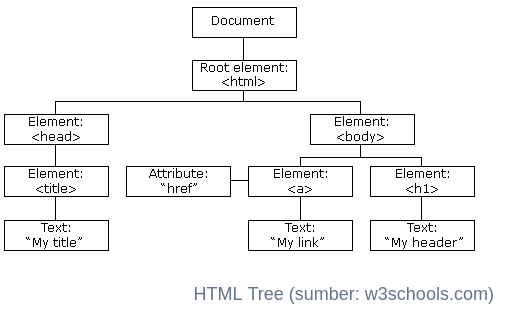 Document
Root element:
<html>
Element:
<head>
Element:
<body>
Element:
<title>
Attribute:
“href”
Element:
<a>
Element:
<h1>
Text:
“My title”
Text:
“My link”
Text:
“My header”
HTML Tree (sumber: w3schools.com)